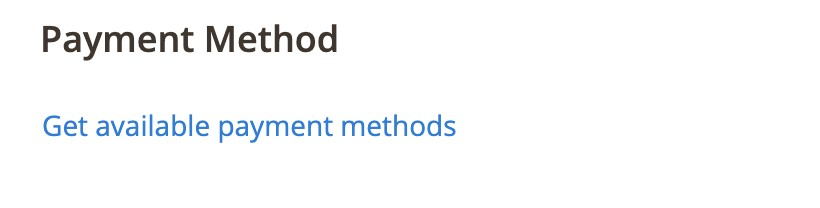 Payment Method
Get available payment methods